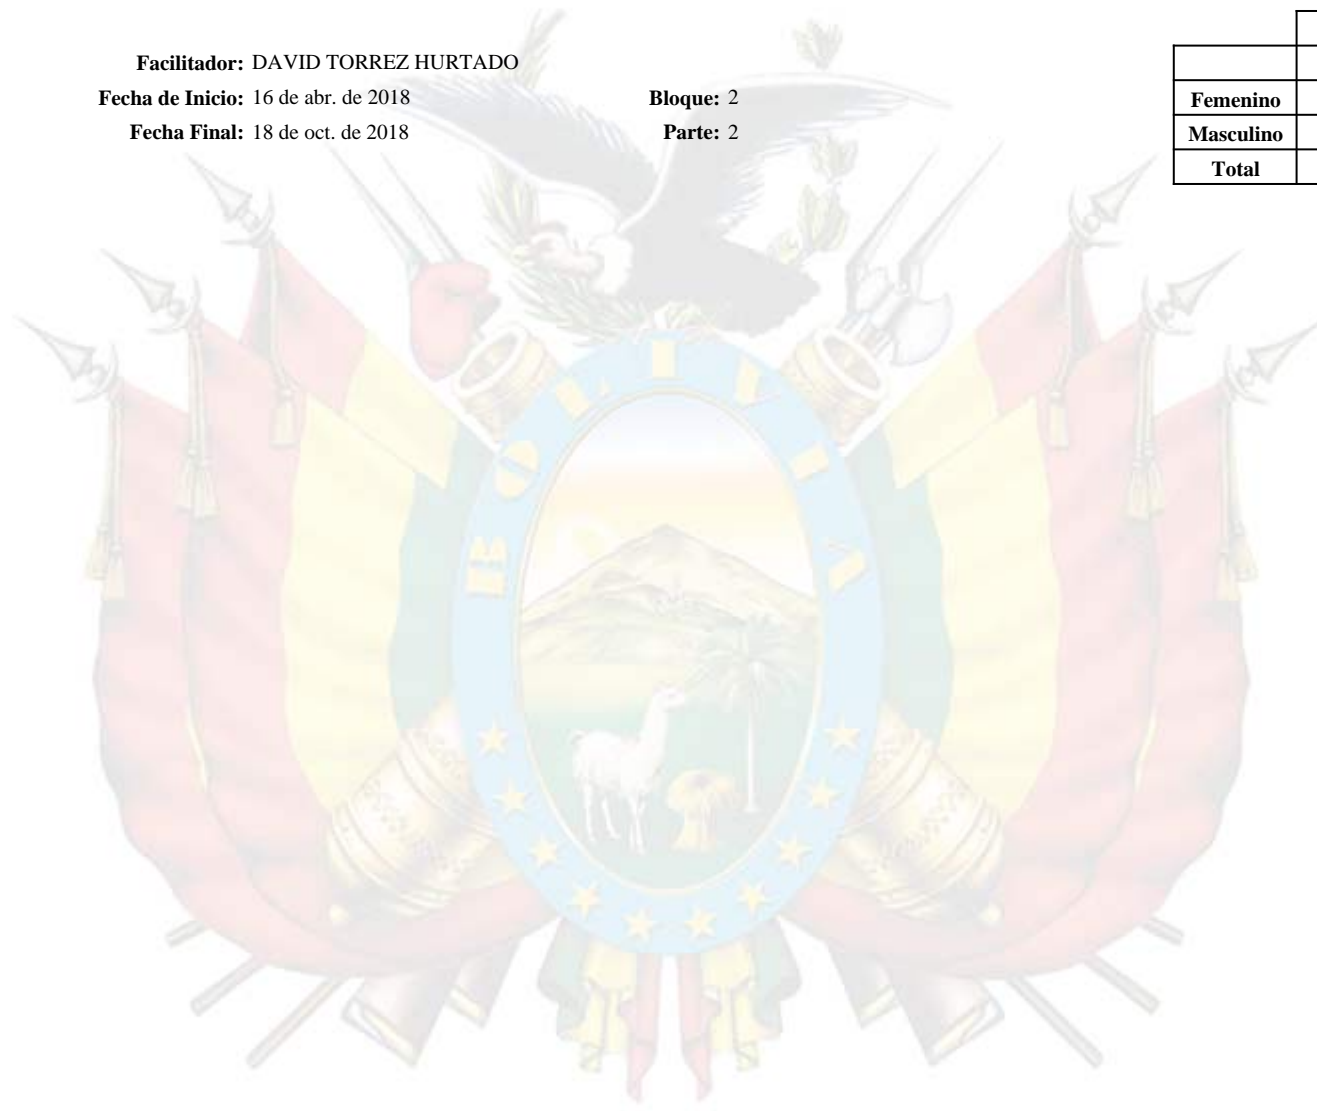 Facilitador: DAVID TORREZ HURTADO
Fecha de Inicio: 16 de abr. de 2018 Bloque: 2
Fecha Final: 18 de oct. de 2018 Parte: 2
Femenino
Masculino
Total
BOLIVIA